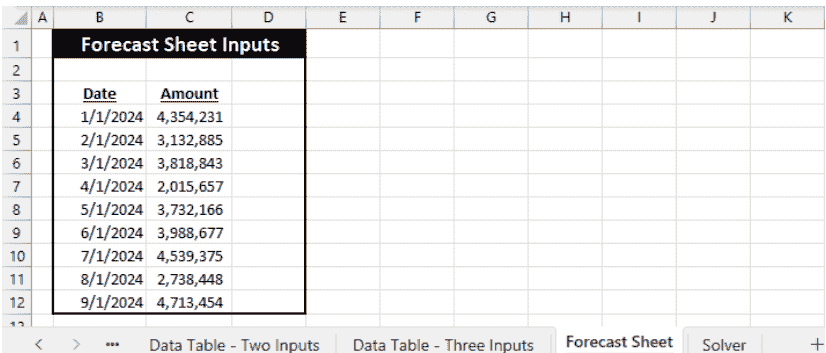 A B C D E F G H I J K
1 Forecast Sheet Inputs
2
3 Date Amount
4 1/1/2024 4,354,231
5 2/1/2024 3,132,885
6 3/1/2024 3,818,843
7 4/1/2024 2,015,657
8 5/1/2024 3,732,166
9 6/1/2024 3,988,677
10 7/1/2024 4,539,375
11 8/1/2024 2,738,448
12 9/1/2024 4,713,454
13
< > ••• Data Table - Two Inputs Data Table - Three Inputs Forecast Sheet Solver +